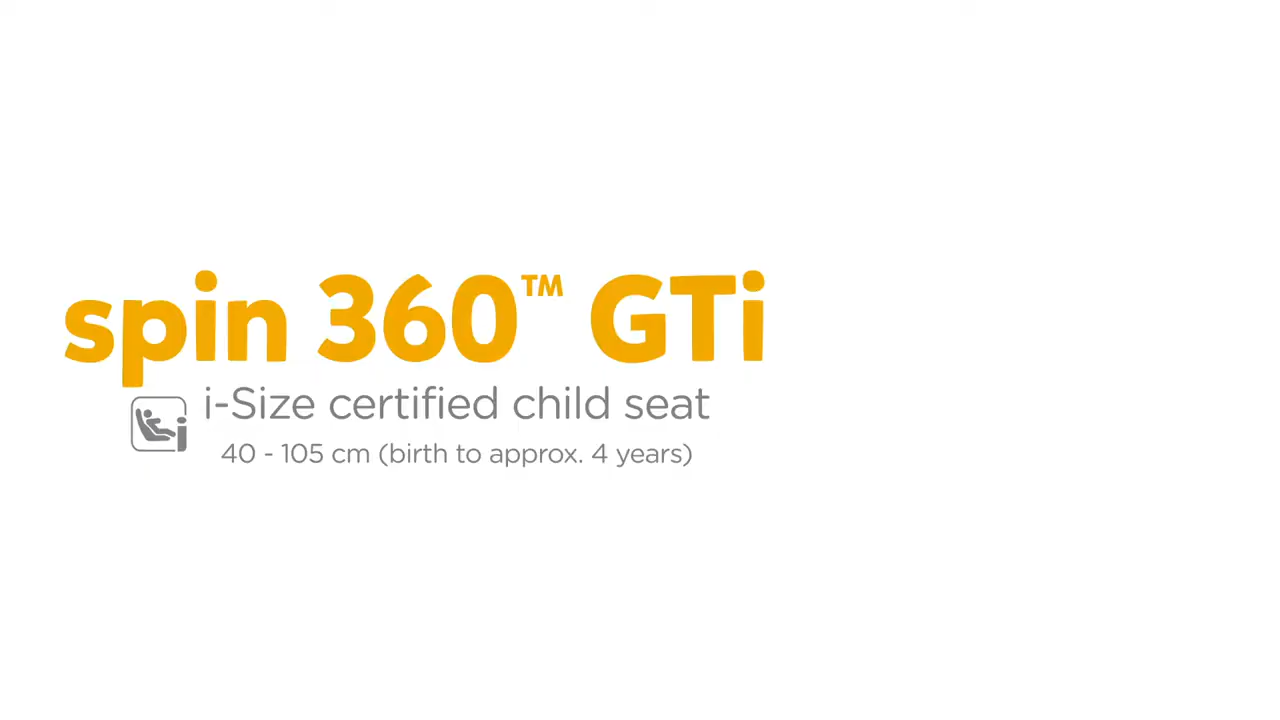 spin 360™ GTi
i-Size certified child seat
40 - 105 cm (birth to approx. 4 years)